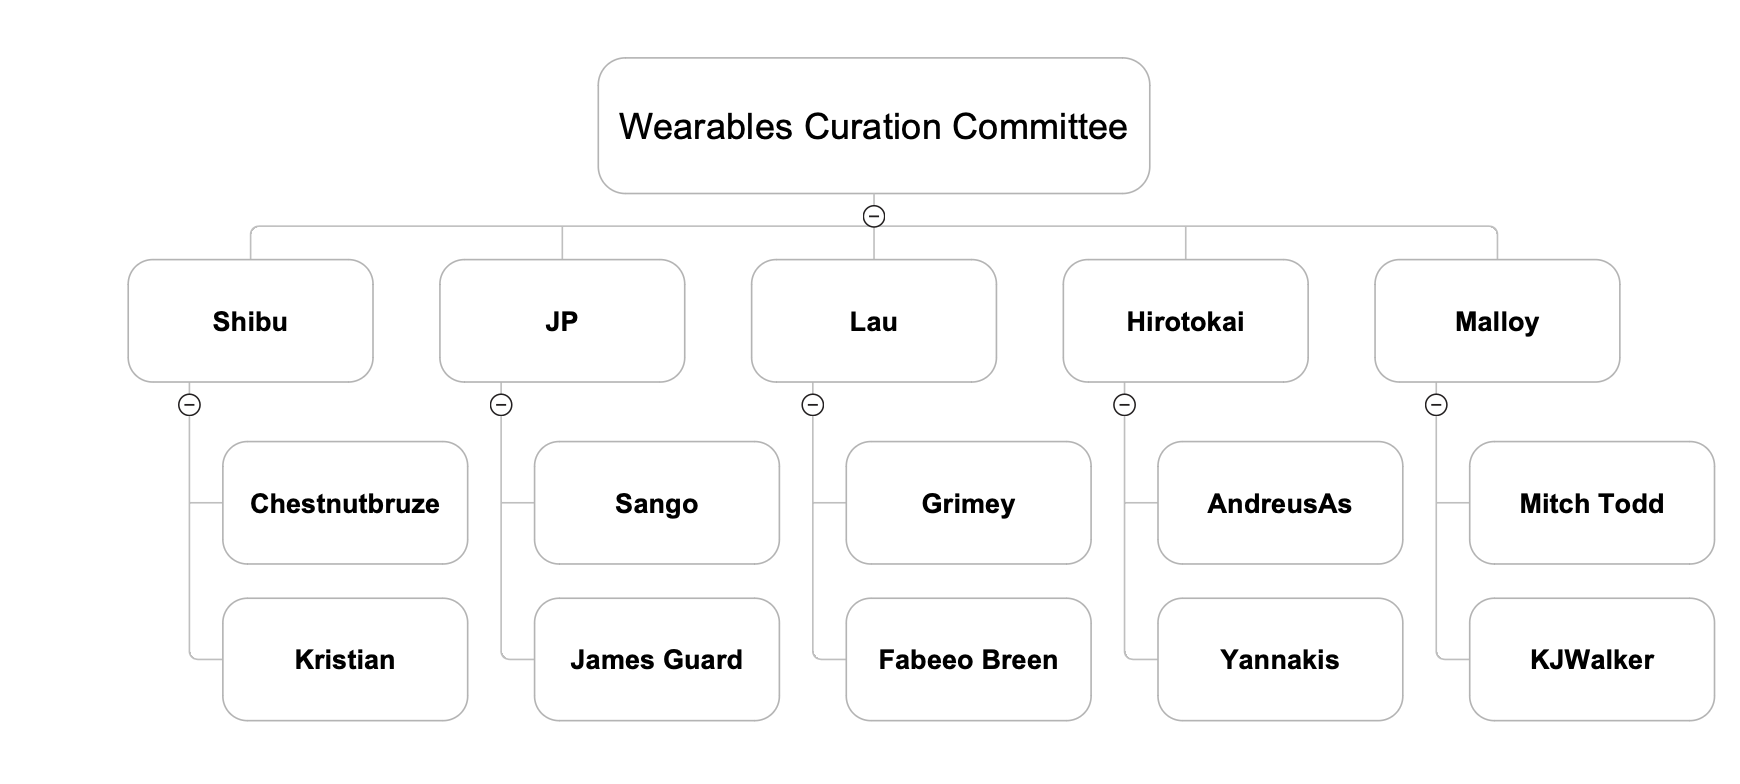 Wearables Curation Committee
Shibu
JP
Lau
Hirotokai
Malloy
Chestnutbruze
Sango
Grimey
AndreusAs
Mitch Todd
Kristian
James Guard
Fabeeo Breen
Yannakis
KJWalker